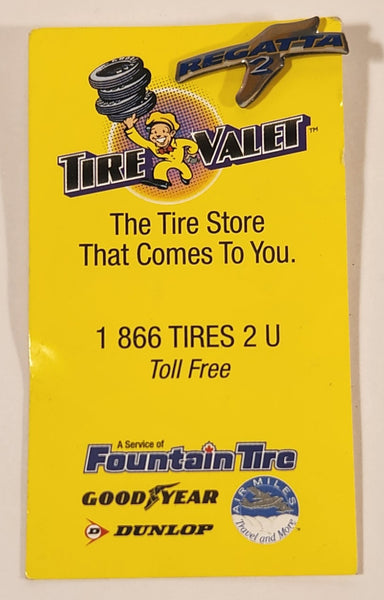 REGATTA
2
TIRE VALET™
The Tire Store
That Comes To You.
1 866 TIRES 2 U
Toll Free
A Service of
Fountain Tire
GOODYEAR
D DUNLOP
AIR MILES
Travel and More